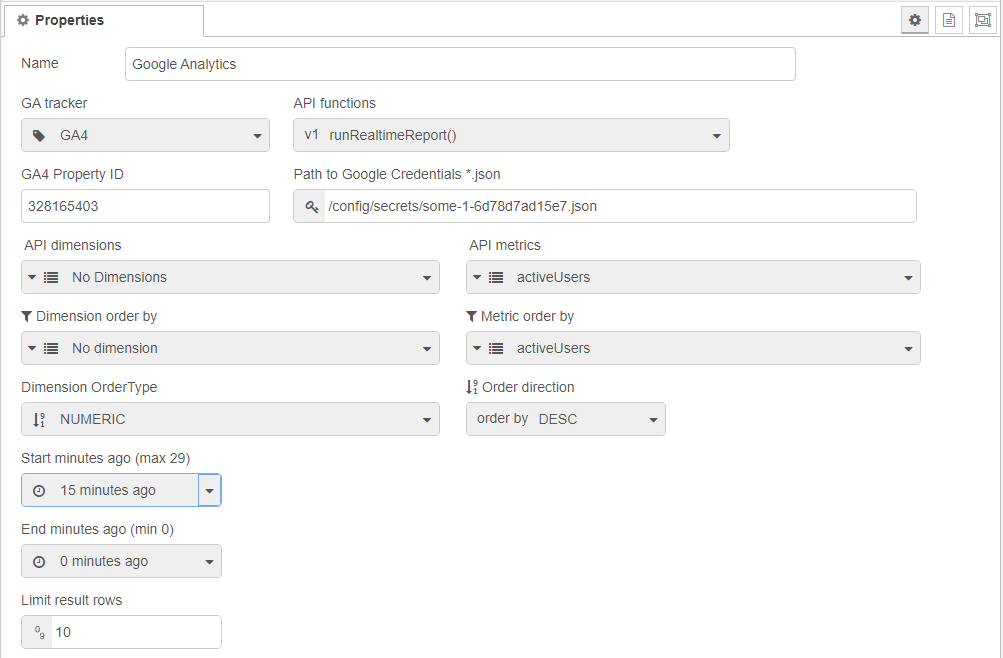 Properties
Name Google Analytics
GA tracker API functions
GA4 v1 runRealtimeReport()
GA4 Property ID Path to Google Credentials *.json
328165403 /config/secrets/some-1-6d78d7ad15e7.json
API dimensions API metrics
No Dimensions activeUsers
Dimension order by Metric order by
No dimension activeUsers
Dimension OrderType Order direction
NUMERIC order by DESC
Start minutes ago (max 29)
15 minutes ago
End minutes ago (min 0)
0 minutes ago
Limit result rows
10